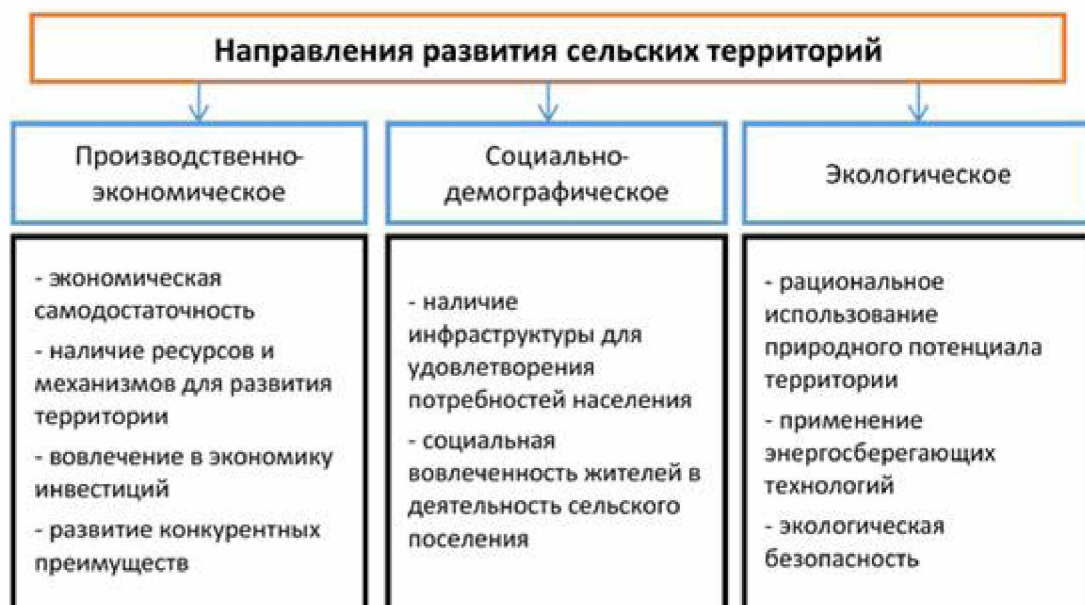 Направления развития сельских территорий
Производственно-
экономическое
Социально-
демографическое
Экологическое
- экономическая
самодостаточность
- наличие ресурсов и
механизмов для развития
территории
- вовлечение в экономику
инвестиций
- развитие конкурентных
преимуществ
- наличие
инфраструктуры для
удовлетворения
потребностей населения
- социальная
вовлеченность жителей в
деятельность сельского
поселения
- рациональное
использование
природного потенциала
территории
- применение
энергосберегающих
технологий
- экологическая
безопасность